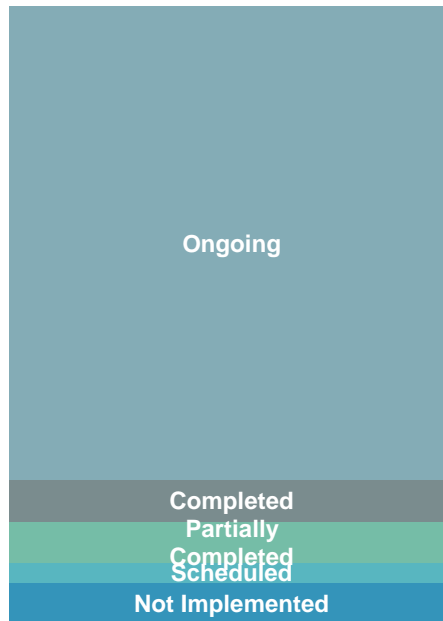 Ongoing
Completed
Partially
Completed
Scheduled
Not Implemented